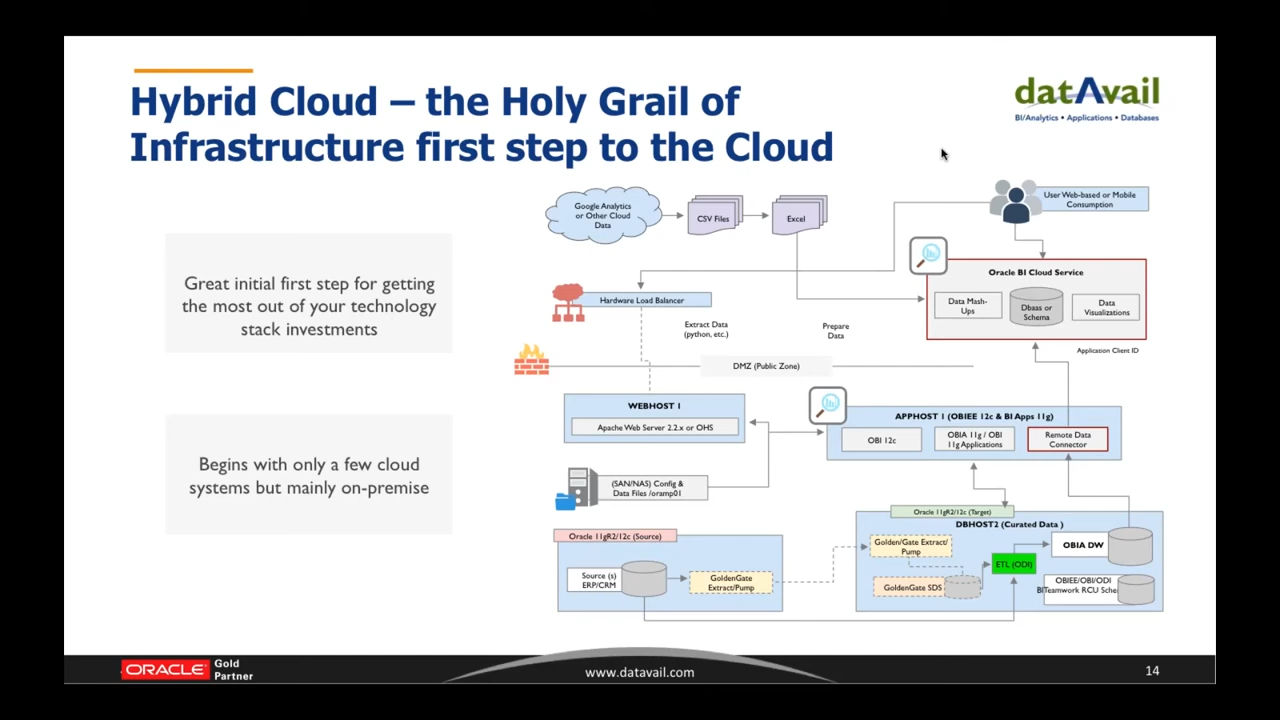 Hybrid Cloud – the Holy Grail of
Infrastructure first step to the Cloud
datAvail
BI/Analytics • Applications • Databases
Great initial first step for getting
the most out of your technology
stack investments
Begins with only a few cloud
systems but mainly on-premise
Google Analytics
or Other Cloud
Data
CSV Files
Excel
User Web-based or Mobile
Consumption
Oracle BI Cloud Service
Data Mash-
Ups
Dbaas or
Schema
Data
Visualizations
Hardware Load Balancer
Extract Data
(python, etc.)
Prepare
Data
Application Client ID
DMZ (Public Zone)
WEBHOST 1
Apache Web Server 2.2.x or OHS
APPHOST 1 (OBIEE 12c & BI Apps 11g)
OBI 12c
OBIA 11g / OBI
11g Applications
Remote Data
Connector
(SAN/NAS) Config &
Data Files /oramp01
Oracle 11gR2/12c (Source)
Source (s)
ERP/CRM
GoldenGate
Extract/Pump
Oracle 11gR2/12c (Target)
DBHOST2 (Curated Data )
Golden/Gate Extract/
Pump
GoldenGate SDS
ETL (ODI)
OBIA DW
OBIEE/OBI/ODI
BITeamwork RCU Sche
ORACLE
Gold
Partner
www.datavail.com
14